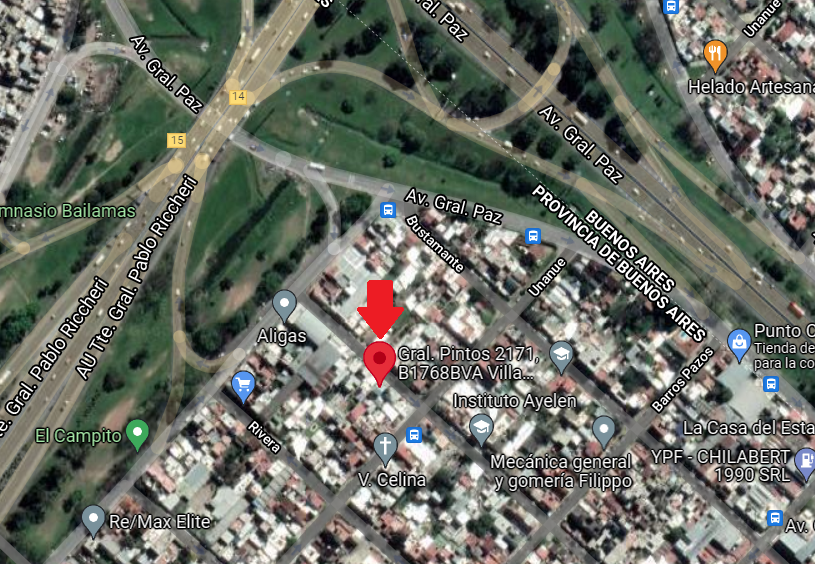 Unanue
Helado Artesana
Av. Gral. Paz
ral. Paz
14
15
Av. Gral. Paz
mnasio Bailamas
Av. Gral. Paz
AU Tte. Gral. Pablo Riccheri
te. Gral. Pablo Riccheri
Bustamante
BUENOS AIRES
PROVINCIA DE BUENOS AIRES
Unanue
Aligas
Punto C
Tienda de
para la co
Gral. Pintos 2171,
B1768BVA Villa...
Instituto Ayelen
Barros Pazos
El Campito
Rivera
La Casa del Esta
V. Celina
Mecánica general
y gomería Filippo
YPF - CHILABERT
1990 SRL
Re/Max Elite
Av.